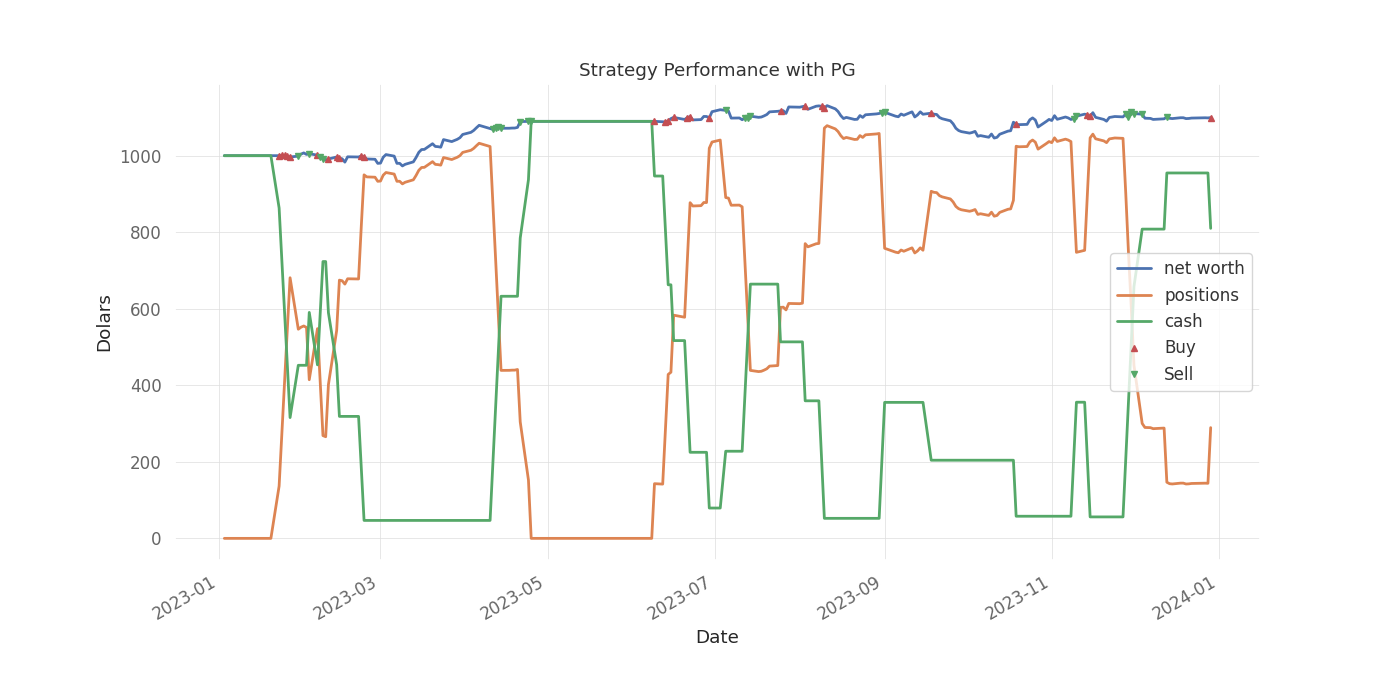 Strategy Performance with PG
Dolars
1000
800
600
400
200
0
net worth
positions
cash
Buy
Sell
2023-01
2023-03
2023-05
2023-07
2023-09
2023-11
2024-01
Date